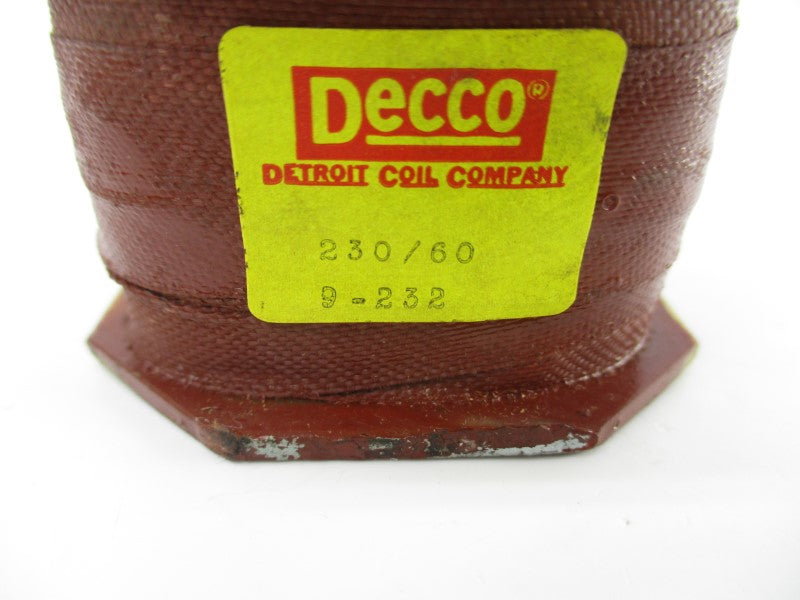 Decco®
DETROIT COIL COMPANY
230/60
9-232